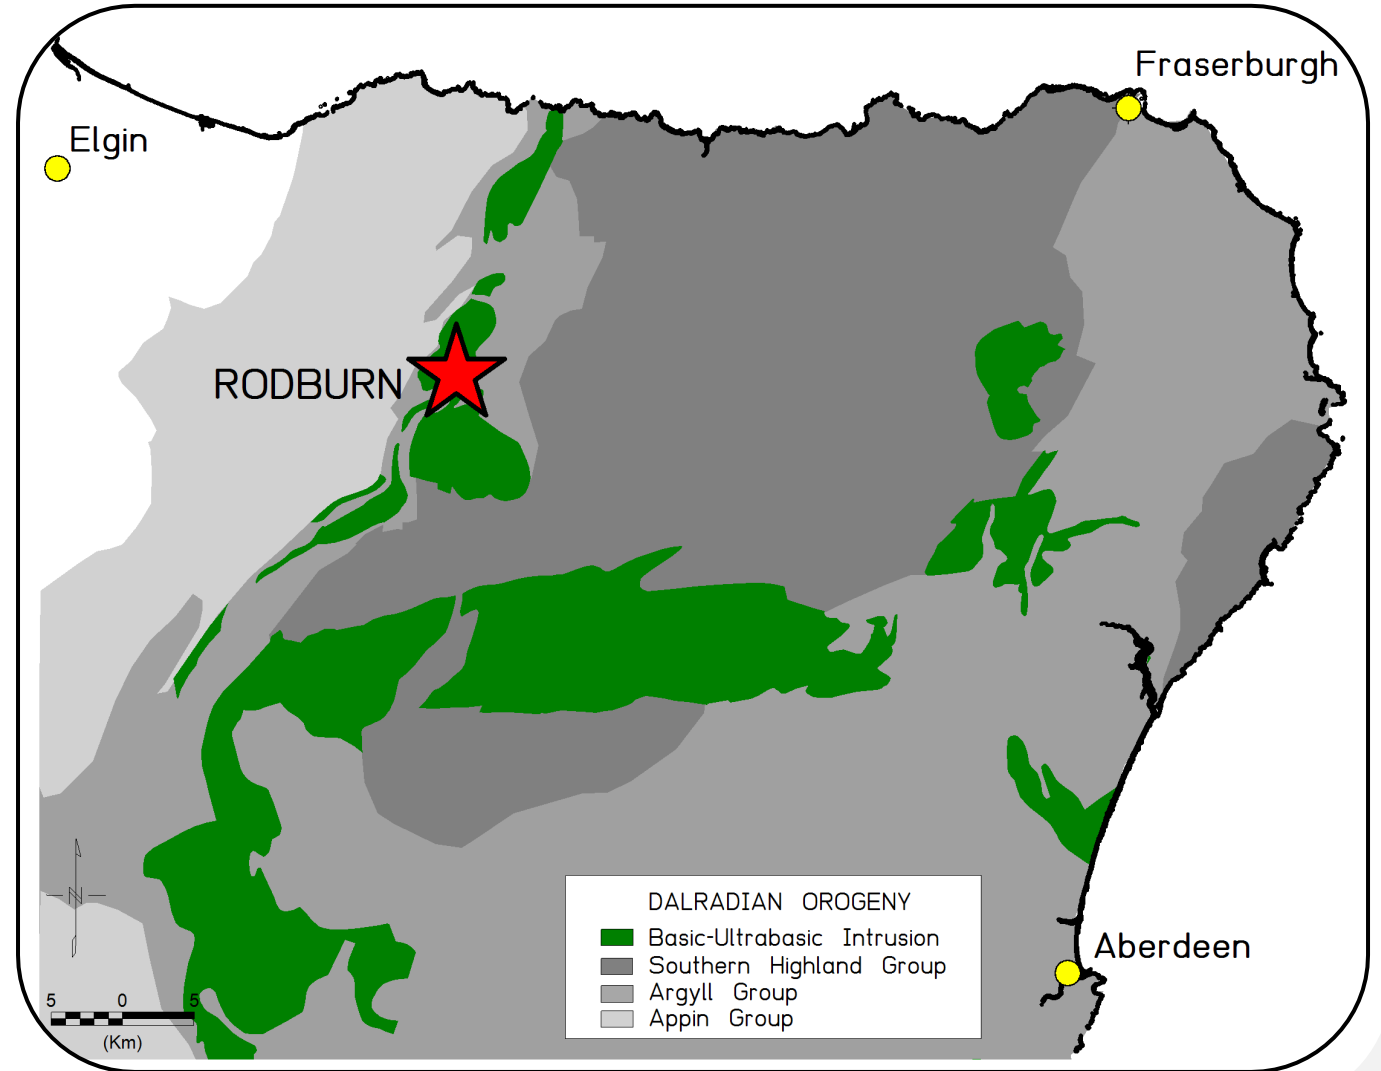 Fraserburgh
Elgin
RODBURN
DALRADIAN OROGENY
Basic-Ultrabasic Intrusion
Southern Highland Group
Argyll Group
Appin Group
Aberdeen
N
5 0 5
(Km)